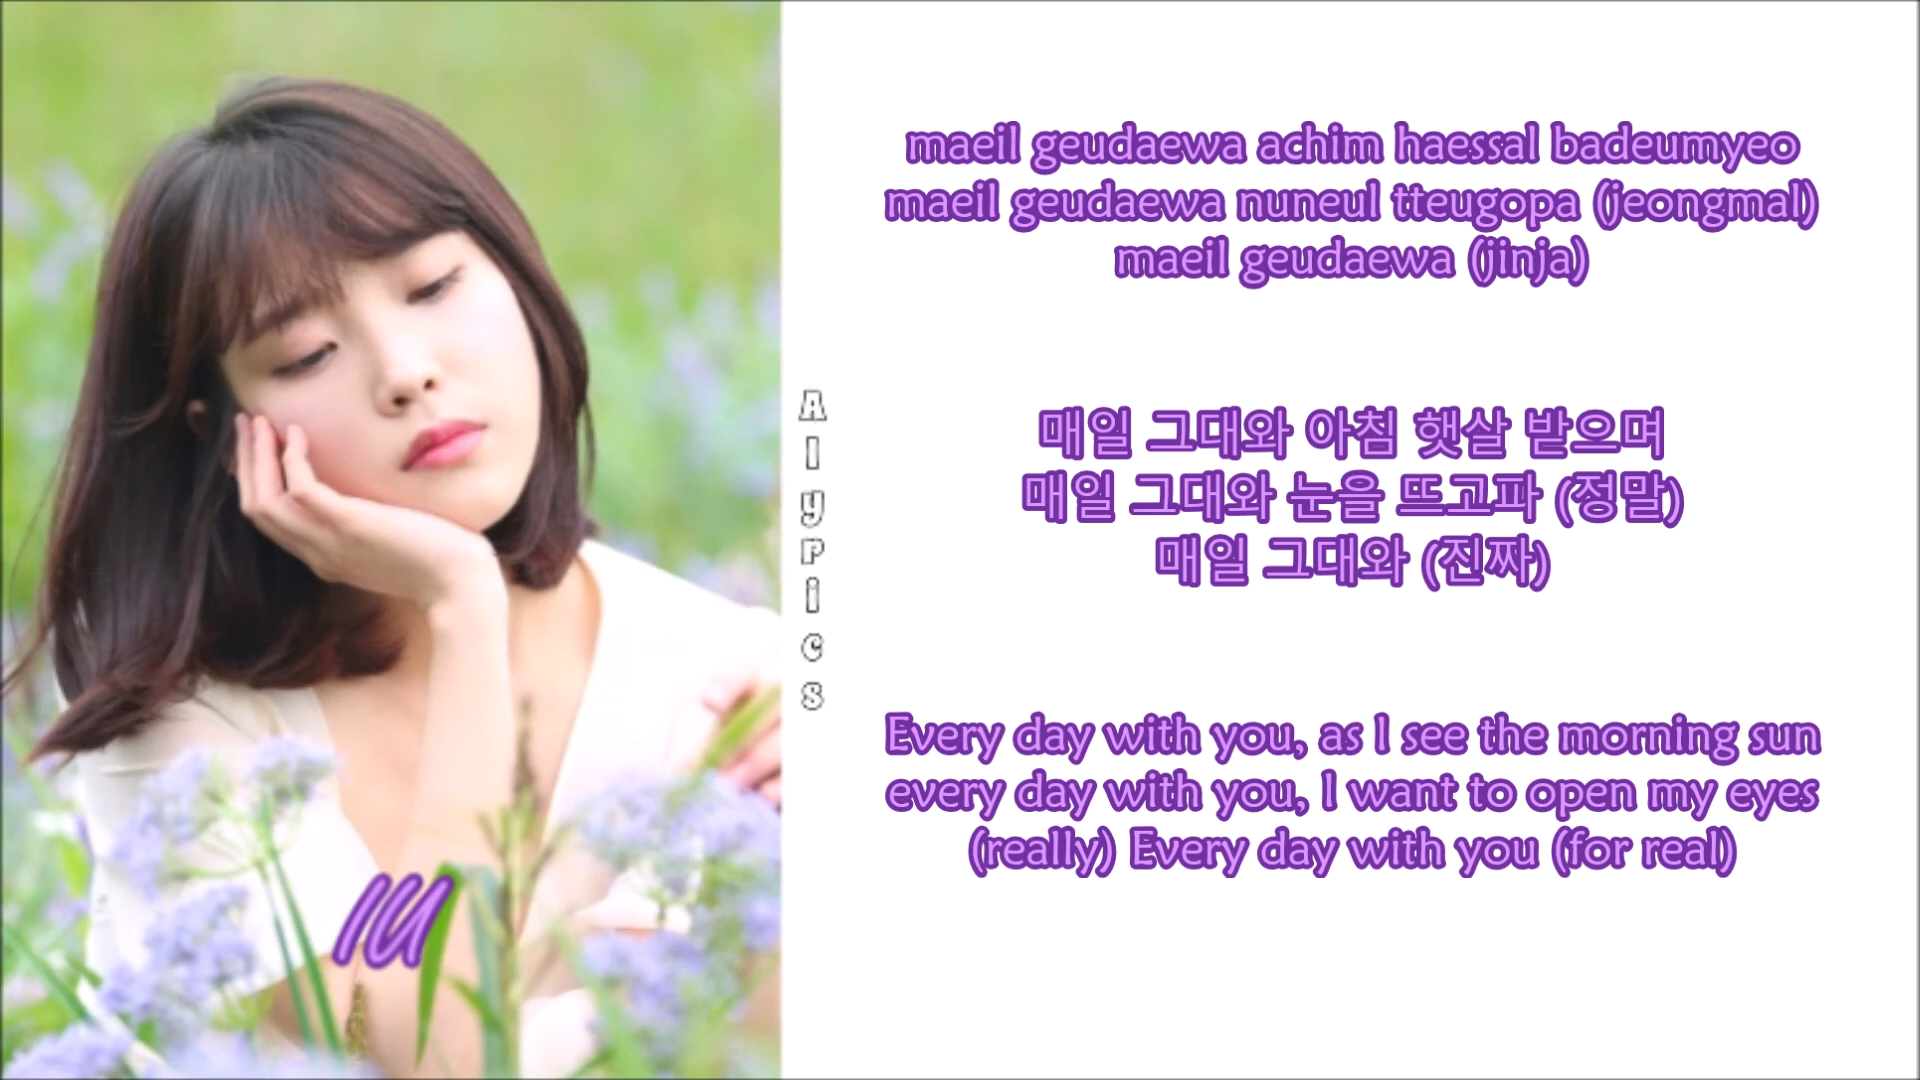 maeil geudaewa achim haessal badeumyeo
maeil geudaewa nuneul tteugopa (jeongmal)
maeil geudaewa (jinja)
매일 그대와 아침 햇살 받으며
매일 그대와 눈을 뜨고파 (정말)
매일 그대와 (진짜)
Every day with you, as I see the morning sun
every day with you, I want to open my eyes
(really) Every day with you (for real)
Alypics
IU